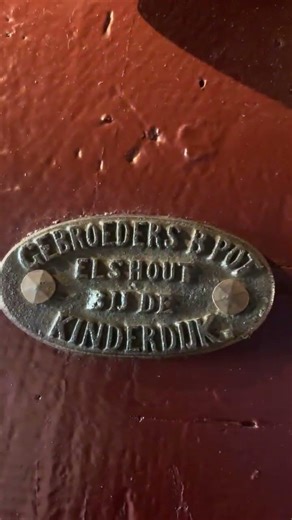 GEBROEDERS B POT
ELSHOUT
BIJ DE
KINDERDIJK